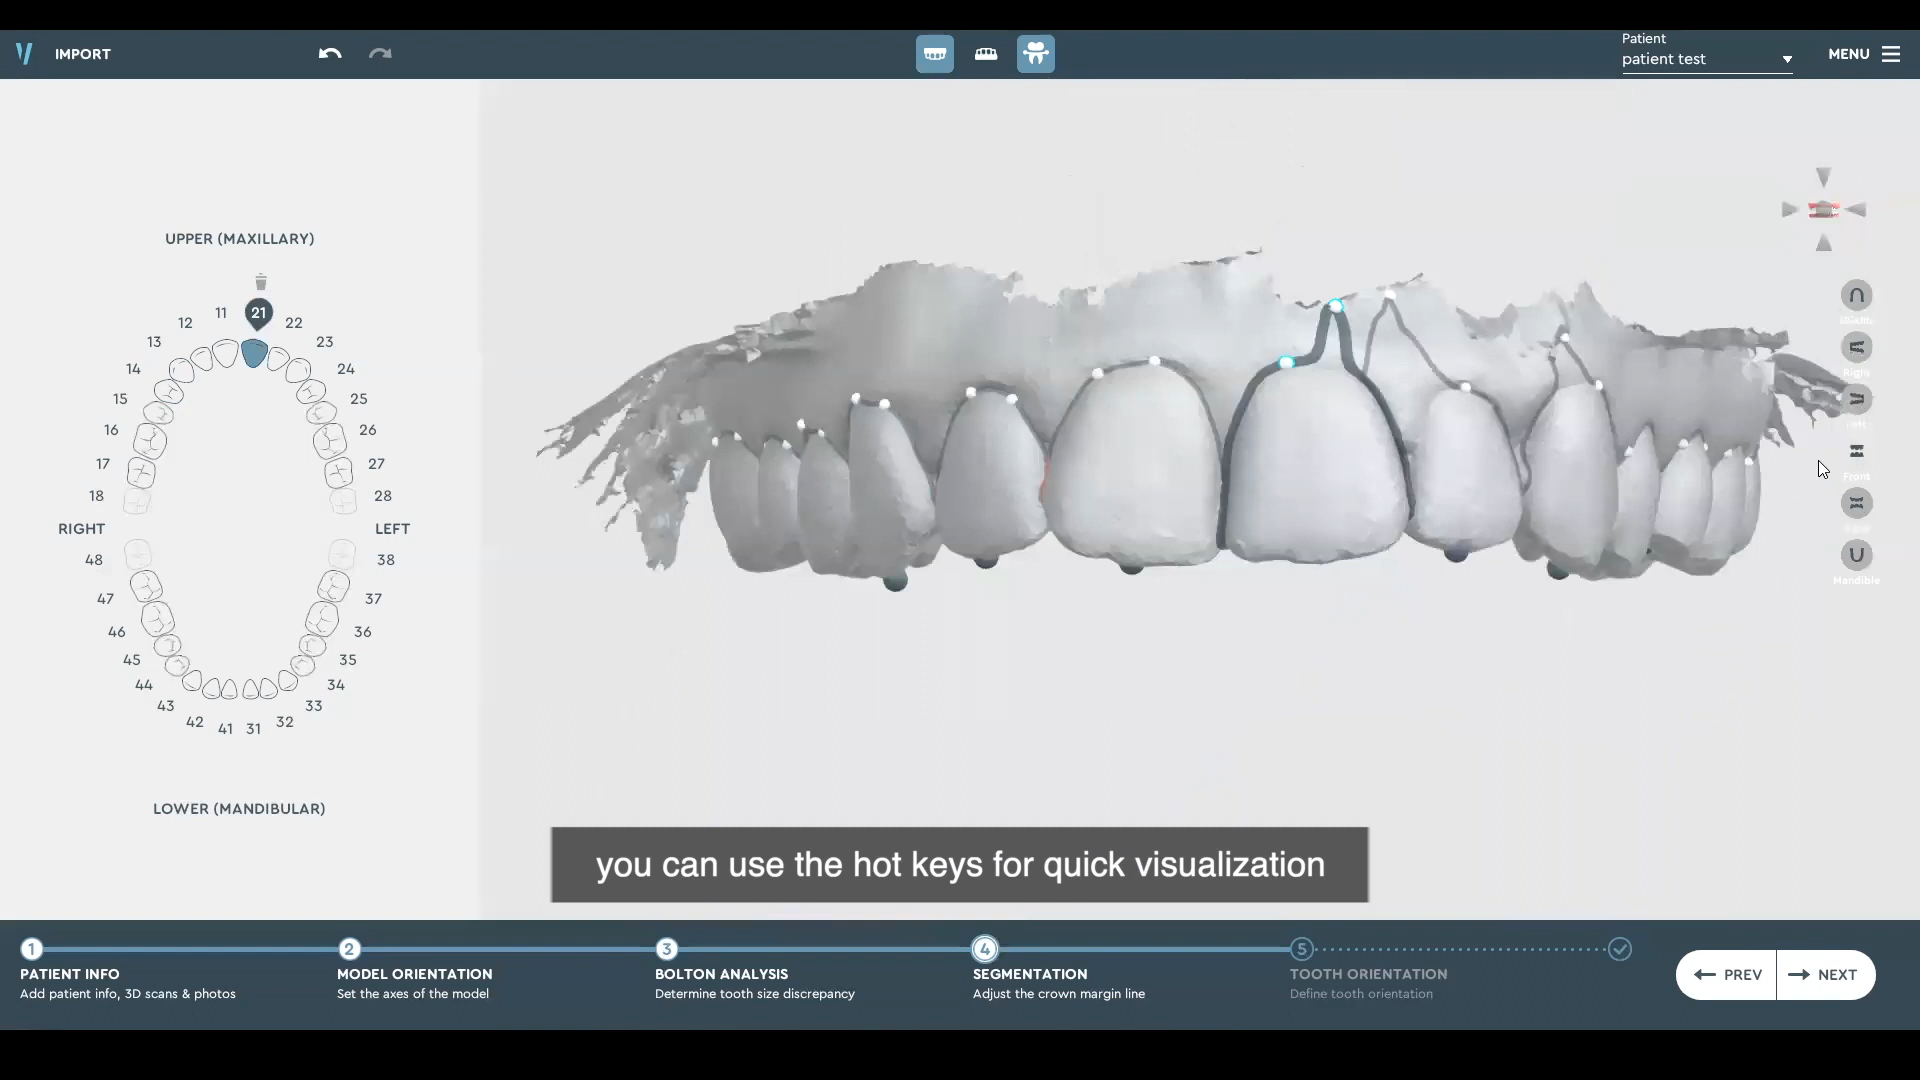 IMPORT
Patient
patient test
MENU
UPPER (MAXILLARY)
11
21
12
22
13
23
14
24
15
25
16
26
17
27
18
28
RIGHT
LEFT
48
38
47
37
46
36
45
35
44
34
43
33
42
32
41
31
LOWER (MANDIBULAR)
Right
Front
Mandible
you can use the hot keys for quick visualization
1
2
3
4
5
PATIENT INFO
Add patient info, 3D scans & photos
MODEL ORIENTATION
Set the axes of the model
BOLTON ANALYSIS
Determine tooth size discrepancy
SEGMENTATION
Adjust the crown margin line
TOOTH ORIENTATION
Define tooth orientation
PREV
NEXT